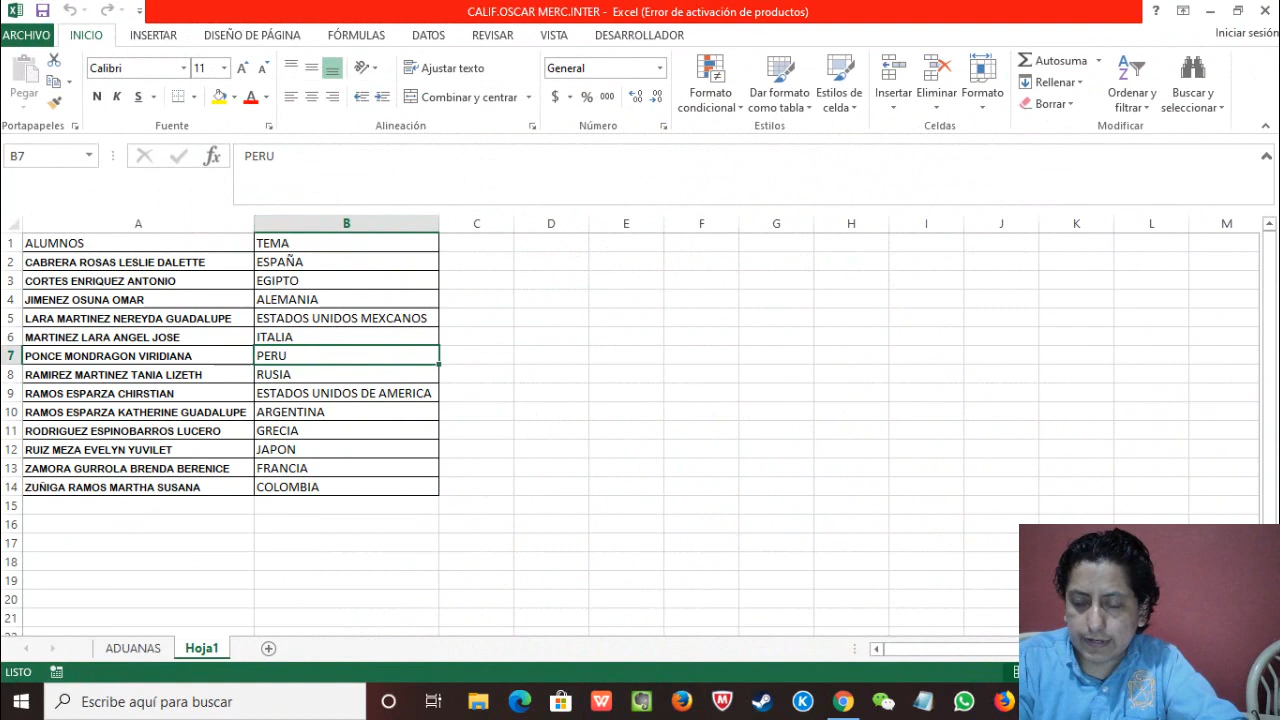 CALIF.OSCAR MERC.INTER - Excel (Error de activación de productos)
ARCHIVO INICIO INSERTAR DISEÑO DE PÁGINA FÓRMULAS DATOS REVISAR VISTA DESARROLLADOR Iniciar sesión
Pegar
Calibri 11
N K S A
Ajustar texto
Combinar y centrar
General
$ % 000
Formato condicional
Dar formato como tabla
Estilos de celda
Insertar
Eliminar
Formato
Autosuma
Rellenar
Borrar
Ordenar y filtrar
Buscar y seleccionar
Portapapeles Fuente Alineación Número Estilos Celdas Modificar
B7 fx PERU
A B C D E F G H I J K L M
1 ALUMNOS TEMA
2 CABRERA ROSAS LESLIE DALETTE ESPAÑA
3 CORTES ENRIQUEZ ANTONIO EGIPTO
4 JIMENEZ OSUNA OMAR ALEMANIA
5 LARA MARTINEZ NEREYDA GUADALUPE ESTADOS UNIDOS MEXCANOS
6 MARTINEZ LARA ANGEL JOSE ITALIA
7 PONCE MONDRAGON VIRIDIANA PERU
8 RAMIREZ MARTINEZ TANIA LIZETH RUSIA
9 RAMOS ESPARZA CHIRSTIAN ESTADOS UNIDOS DE AMERICA
10 RAMOS ESPARZA KATHERINE GUADALUPE ARGENTINA
11 RODRIGUEZ ESPINOBARROS LUCERO GRECIA
12 RUIZ MEZA EVELYN YUVILET JAPON
13 ZAMORA GURROLA BRENDA BERENICE FRANCIA
14 ZUÑIGA RAMOS MARTHA SUSANA COLOMBIA
15
16
17
18
19
20
21
ADUANAS Hoja1
LISTO
Escribe aquí para buscar